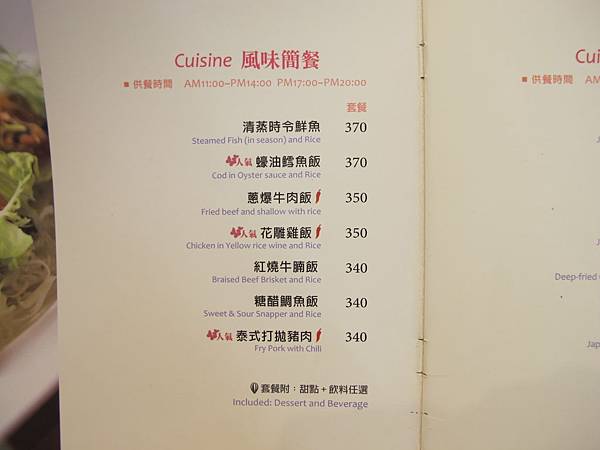 Cuisine 風味簡餐
■ 供餐時間 AM11:00~PM14:00 PM17:00~PM20:00
套餐
清蒸時令鮮魚 370
Steamed Fish (in season) and Rice
人氣 蠔油鱈魚飯 370
Cod in Oyster sauce and Rice
蔥爆牛肉飯 350
Fried beef and shallow with rice
人氣 花雕雞飯 350
Chicken in Yellow rice wine and Rice
紅燒牛腩飯 340
Braised Beef Brisket and Rice
糖醋鯛魚飯 340
Sweet & Sour Snapper and Rice
人氣 泰式打拋豬肉 340
Fry Pork with Chili
套餐附：甜點+飲料任選
Included: Dessert and Beverage
Cui
■ 供餐時間 AM
Deep-fried
Jap